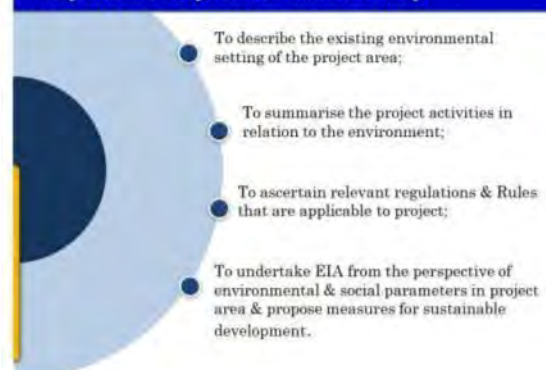 To describe the existing environmental
setting of the project area;
To summarise the project activities in
relation to the environment;
To ascertain relevant regulations & Rules
that are applicable to project;
To undertake EIA from the perspective of
environmental & social parameters in project
area & propose measures for sustainable
development.